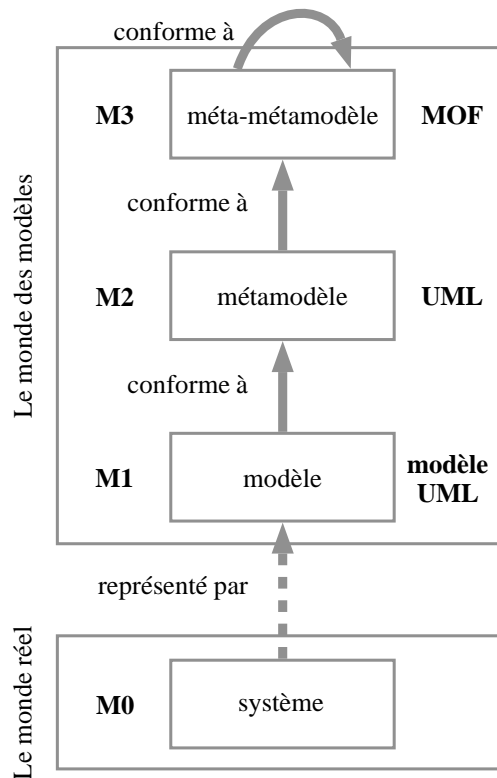 conforme à
M3
méta-métamodèle
MOF
conforme à
Le monde des modèles
M2
métamodèle
UML
conforme à
M1
modèle
modèle
UML
représenté par
Le monde réel
M0
système